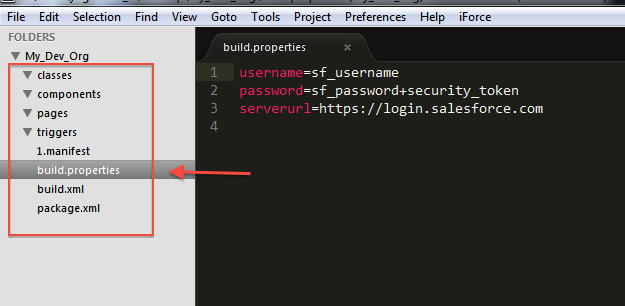 File Edit Selection Find View Goto Tools Project Preferences Help iForce
FOLDERS
My_Dev_Org
classes
components
pages
triggers
1.manifest
build.properties
build.xml
package.xml
build.properties ×
1 username=sf_username
2 password=sf_password+security_token
3 serverurl=https://login.salesforce.com
4